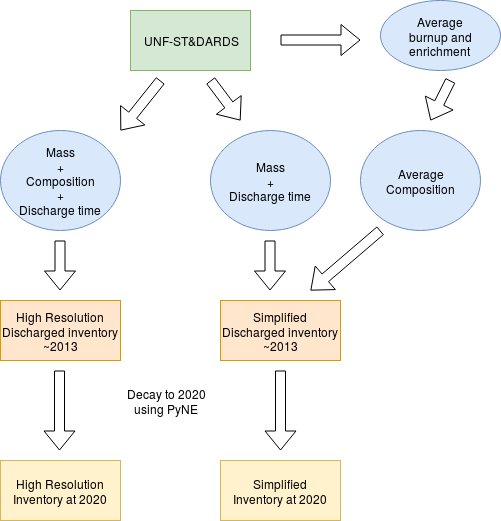 UNF-ST&DARDS
Average
burnup and
enrichment
Mass
+
Composition
+
Discharge time
Mass
+
Discharge time
Average
Composition
High Resolution
Discharged inventory
~2013
Simplified
Discharged inventory
~2013
Decay to 2020
using PyNE
High Resolution
Inventory at 2020
Simplified
Inventory at 2020